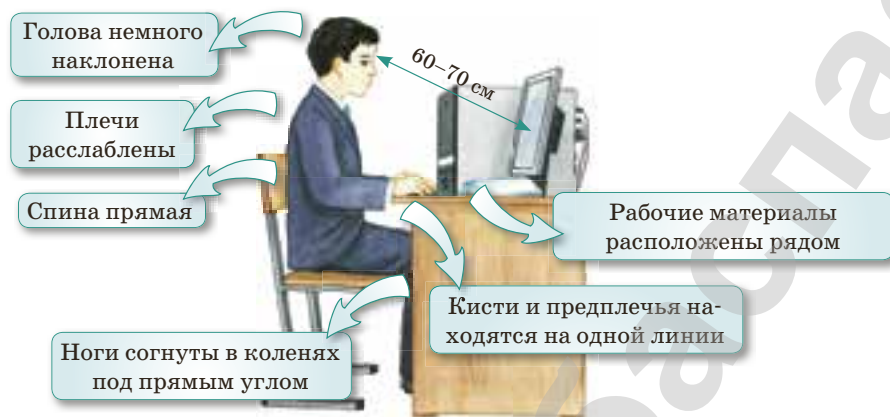 Голова немного
наклонена
60–70 см
Плечи
расслаблены
Спина прямая
Рабочие материалы
расположены рядом
Кисти и предплечья на-
ходятся на одной линии
Ноги согнуты в коленях
под прямым углом